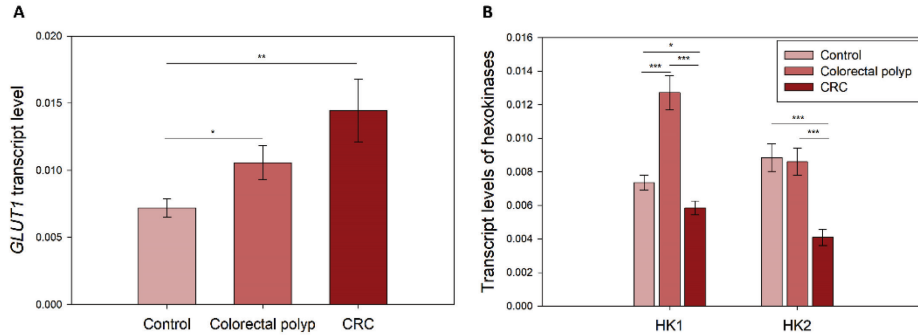 A
GLUT1 transcript level
0.020
0.015
0.010
0.005
0.000
**
*
Control
Colorectal polyp
CRC
B
Transcript levels of hexokinases
0.016
0.014
0.012
0.010
0.008
0.006
0.004
0.002
0.000
*
*** ***
***
***
Control
Colorectal polyp
CRC
HK1
HK2